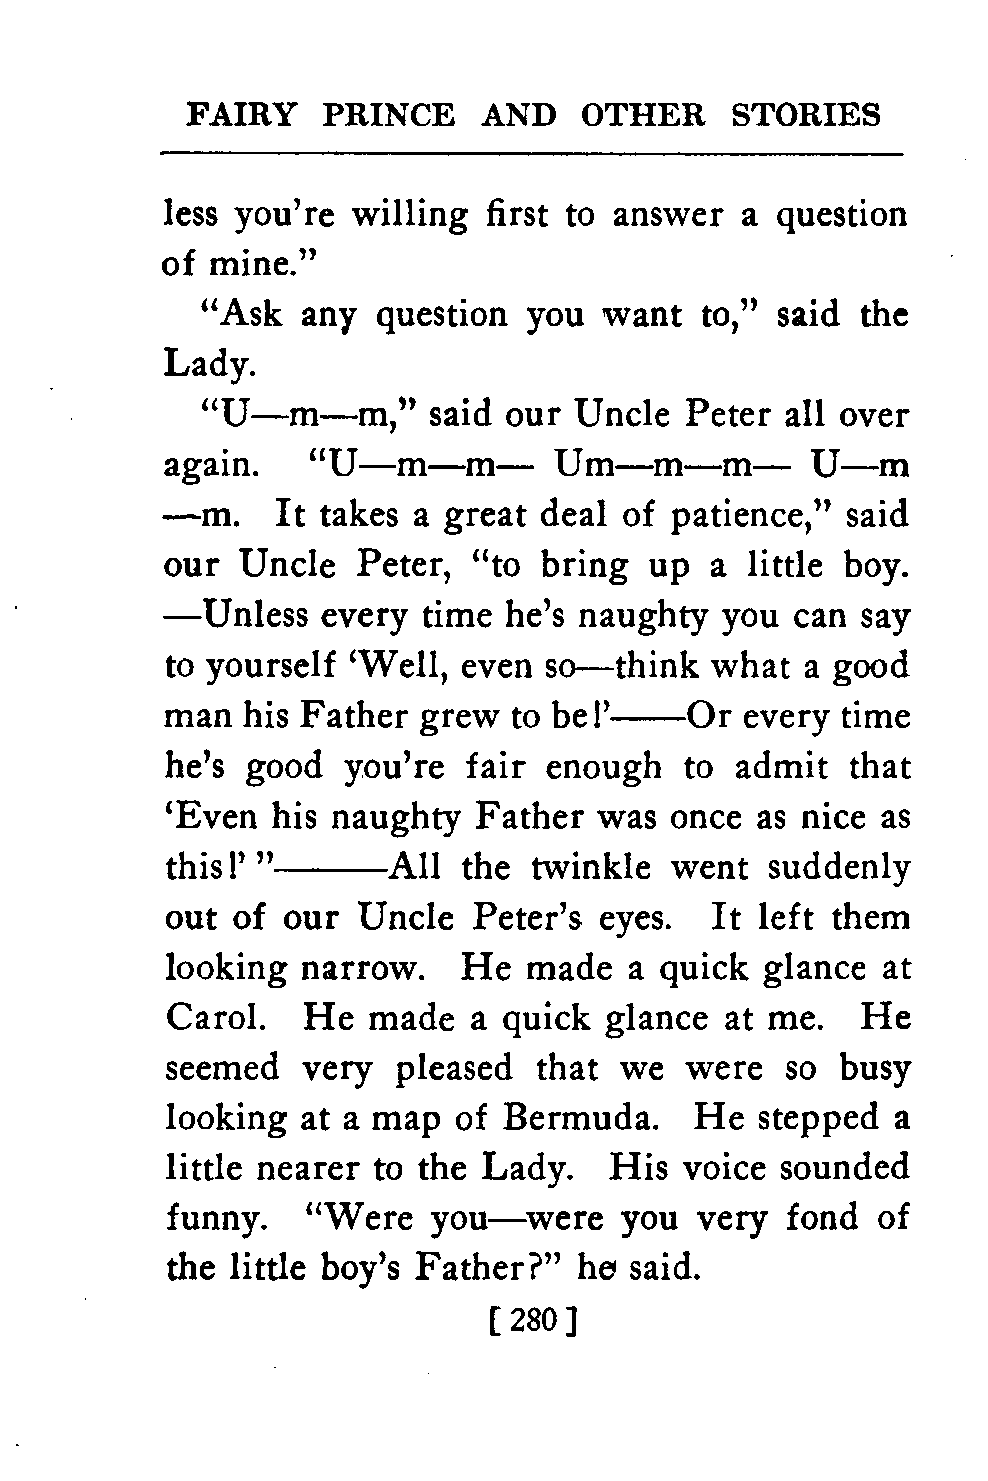 FAIRY PRINCE AND OTHER STORIES
less you're willing first to answer a question
of mine."
"Ask any question you want to," said the
Lady.
"U—m—m," said our Uncle Peter all over
again. "U—m—m— Um—m—m— U—m
—m. It takes a great deal of patience," said
our Uncle Peter, "to bring up a little boy.
—Unless every time he's naughty you can say
to yourself 'Well, even so—think what a good
man his Father grew to be!'——Or every time
he's good you're fair enough to admit that
'Even his naughty Father was once as nice as
this!' "———All the twinkle went suddenly
out of our Uncle Peter's eyes. It left them
looking narrow. He made a quick glance at
Carol. He made a quick glance at me. He
seemed very pleased that we were so busy
looking at a map of Bermuda. He stepped a
little nearer to the Lady. His voice sounded
funny. "Were you—were you very fond of
the little boy's Father?" he said.
[ 280 ]